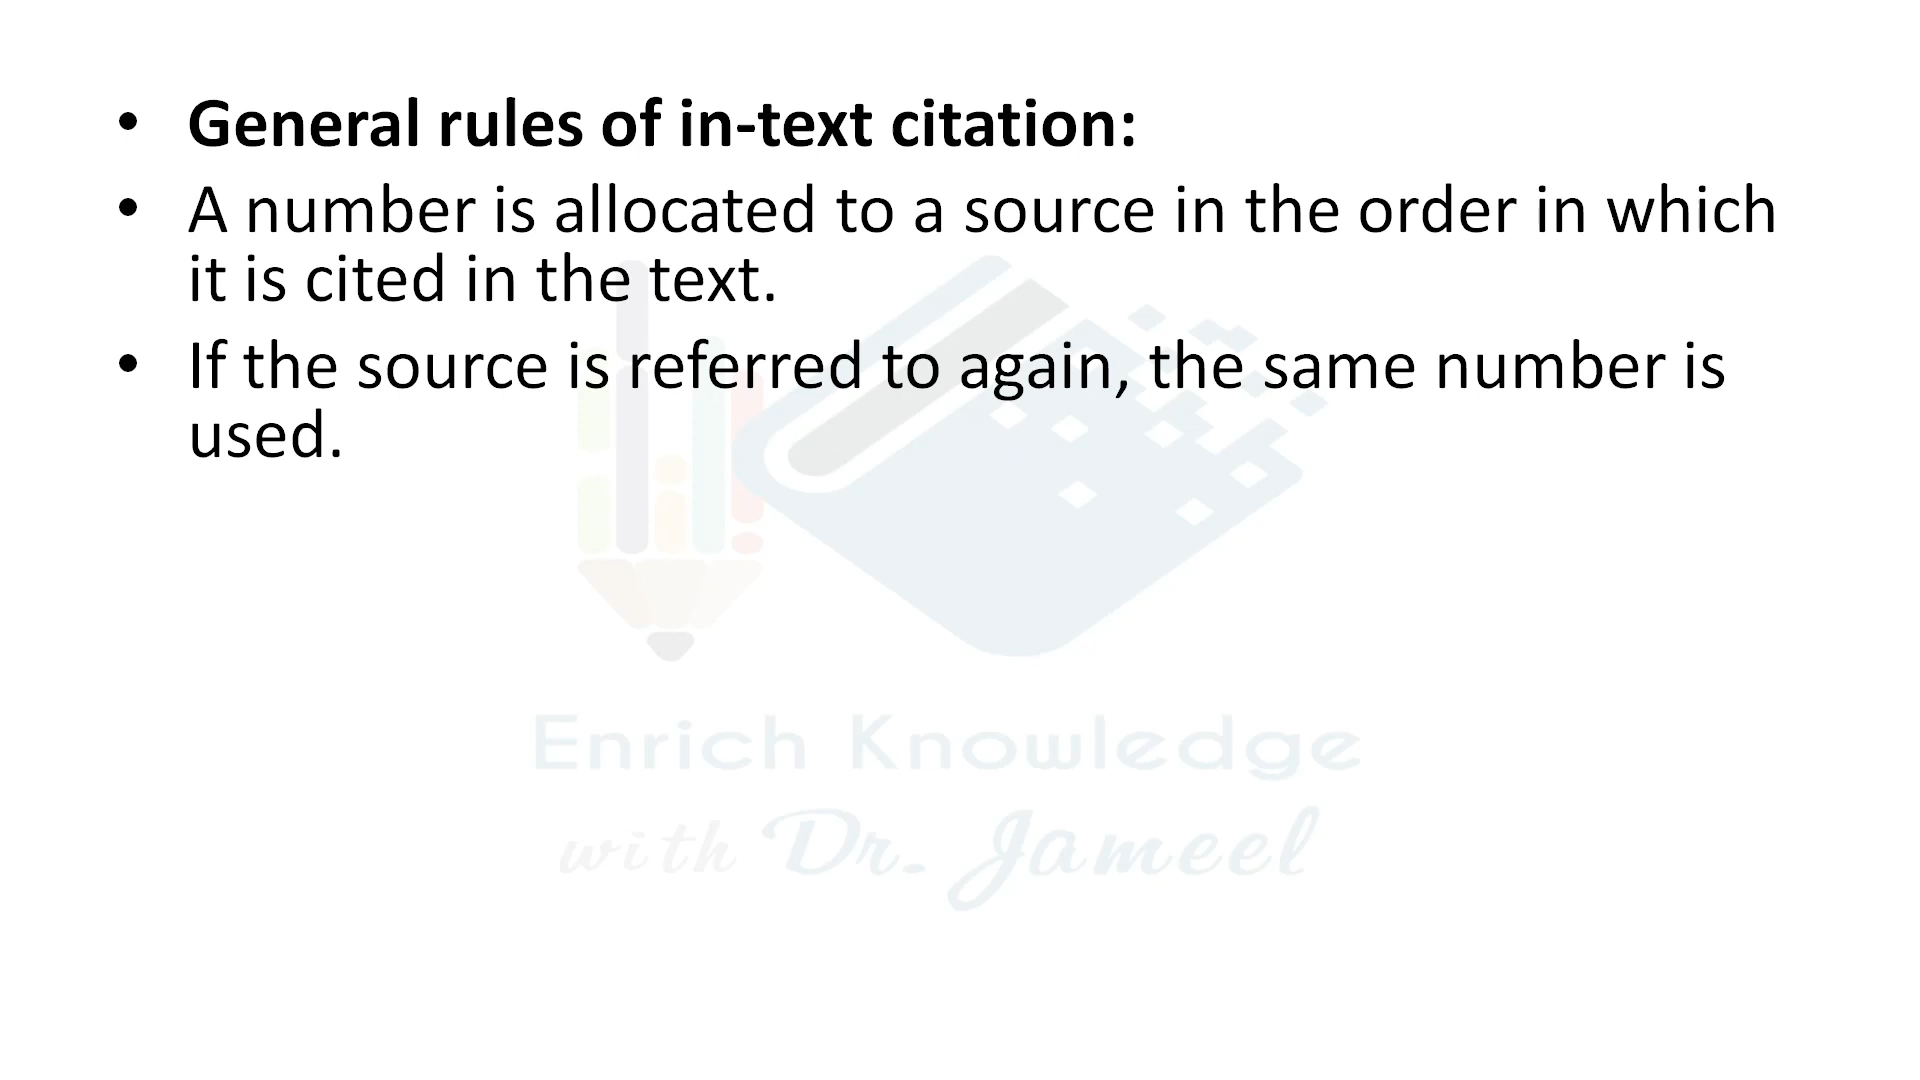 • General rules of in-text citation:
• A number is allocated to a source in the order in which
it is cited in the text.
• If the source is referred to again, the same number is
used.
Enrich Knowledge
with Dr. Jameel